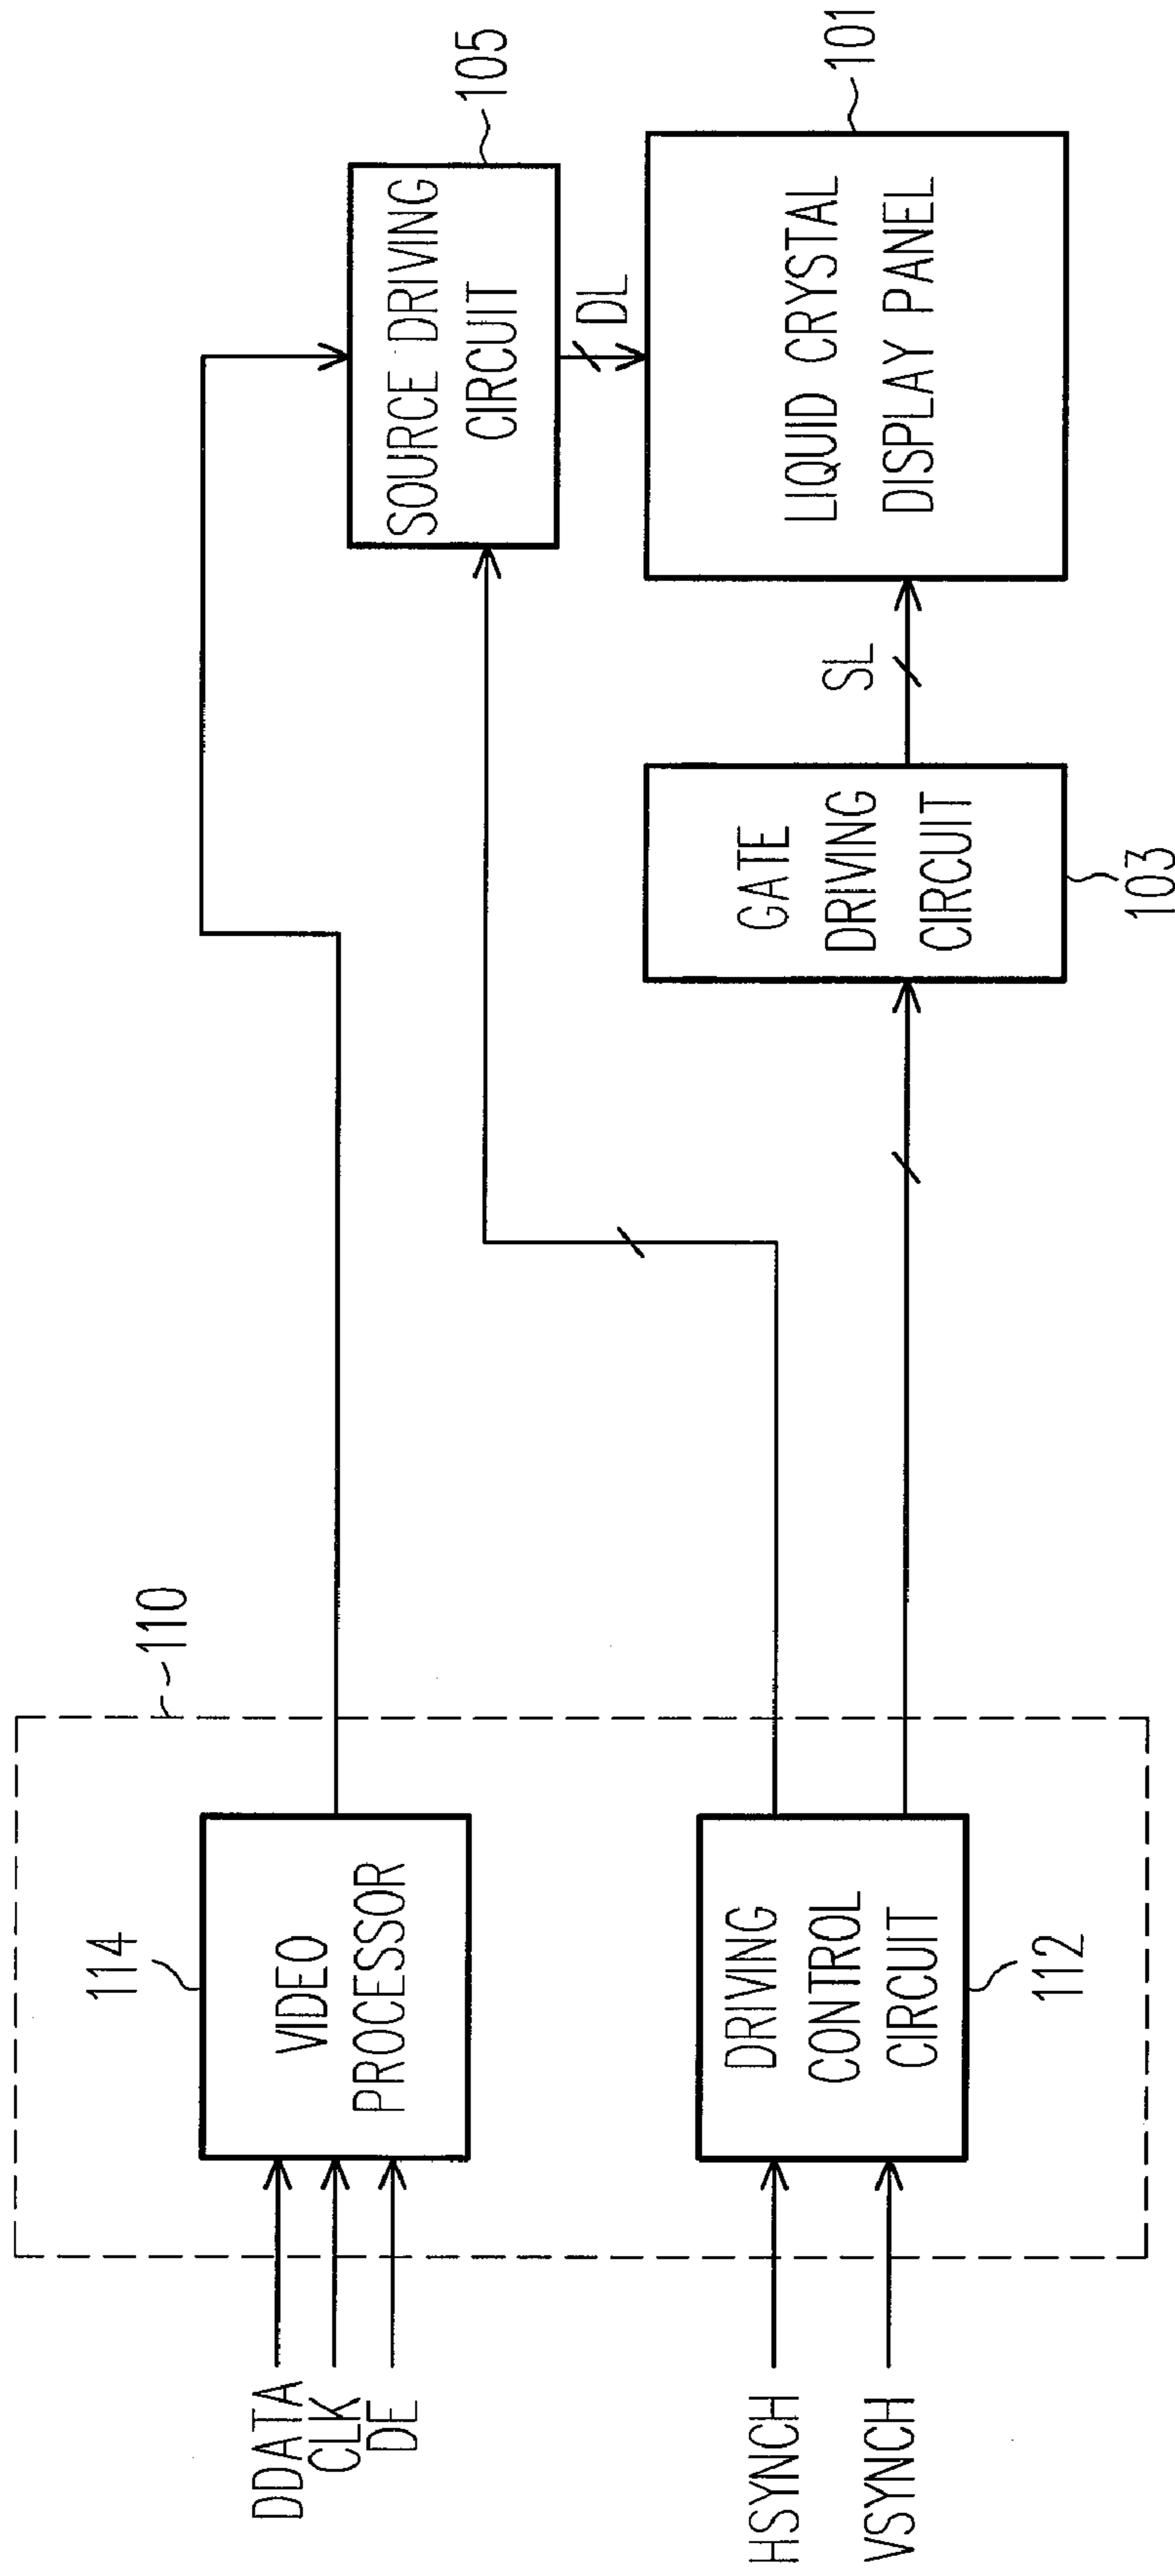 DDATA
CLK
DE
HSYNCH
VSYNCH
114
VIDEO
PROCESSOR
DRIVING
CONTROL
CIRCUIT
112
110
GATE
DRIVING
CIRCUIT
103
SL
SOURCE DRIVING
CIRCUIT
105
DL
LIQUID CRYSTAL
DISPLAY PANEL
101